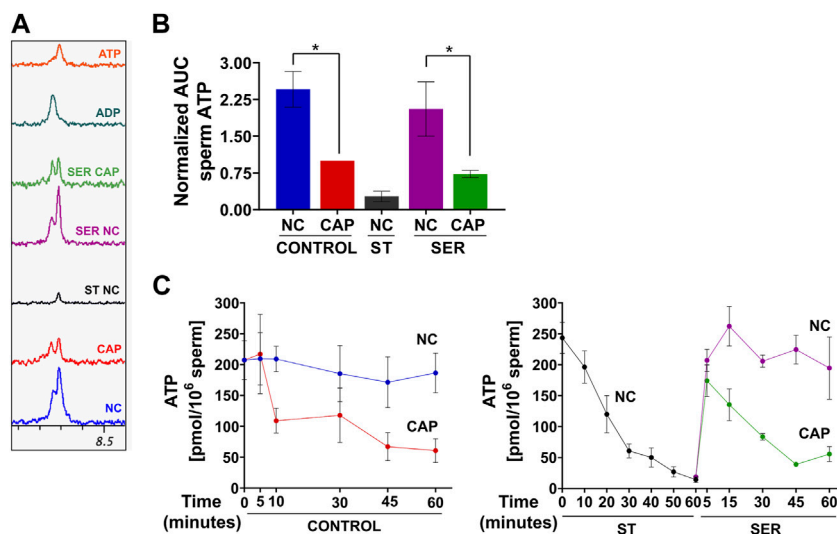 A
ATP
ADP
SER CAP
SER NC
ST NC
CAP
NC
8.5
B
Normalized AUC
sperm ATP
3.00
2.25
1.50
0.75
0.00
*
*
NC CAP NC NC CAP
CONTROL ST SER
C
ATP
[pmol/10⁶ sperm]
300
250
200
150
100
50
0
NC
CAP
Time
(minutes)
0 5 10 30 45 60
CONTROL
ATP
[pmol/10⁶ sperm]
300
250
200
150
100
50
0
NC
NC
CAP
Time
(minutes)
0 10 20 30 40 50 60 5 15 30 45 60
ST SER